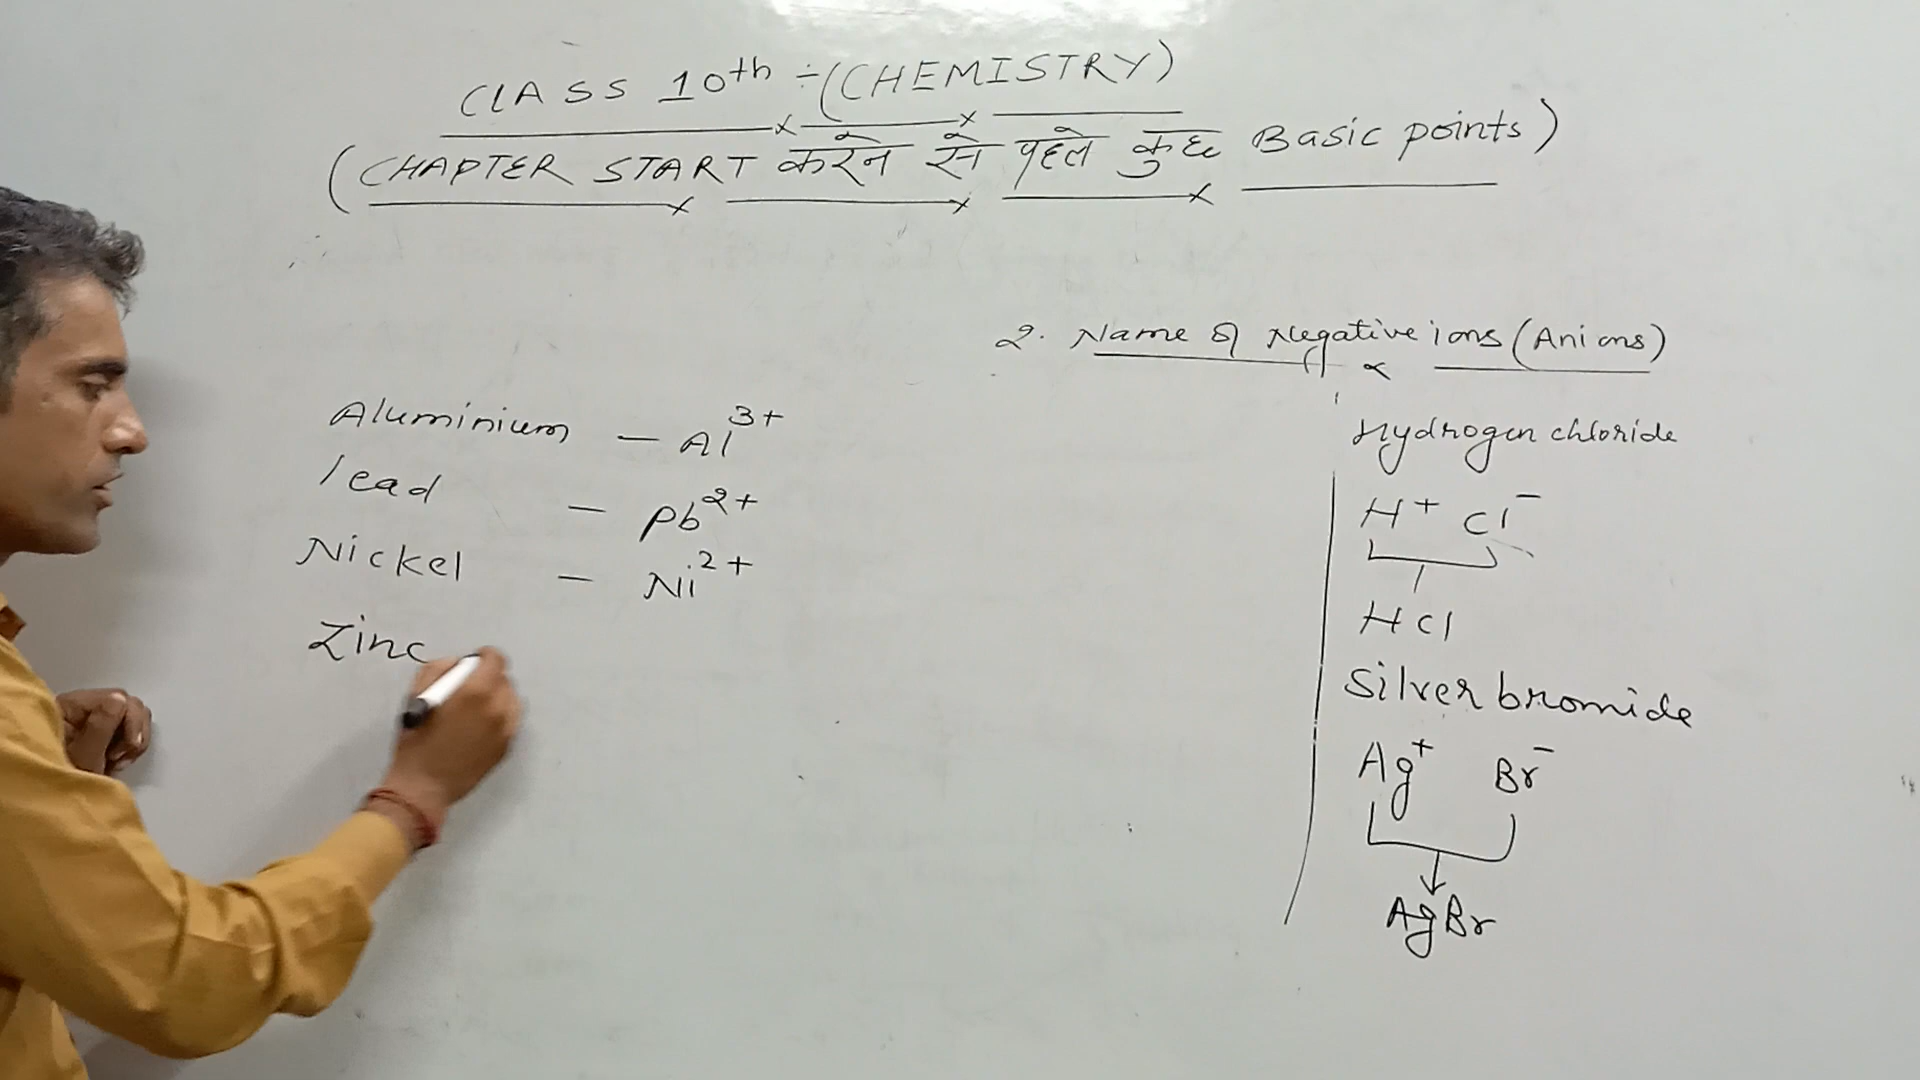 CLASS 10th ÷ (CHEMISTRY)
(CHAPTER START करने से पहले कुछ Basic points)
2. Name of Negative ions (Anions)
Aluminium — Al³⁺
lead — Pb²⁺
Nickel — Ni²⁺
Zinc
Hydrogen chloride
H⁺ Cl⁻
HCl
Silver bromide
Ag⁺ Br⁻
AgBr